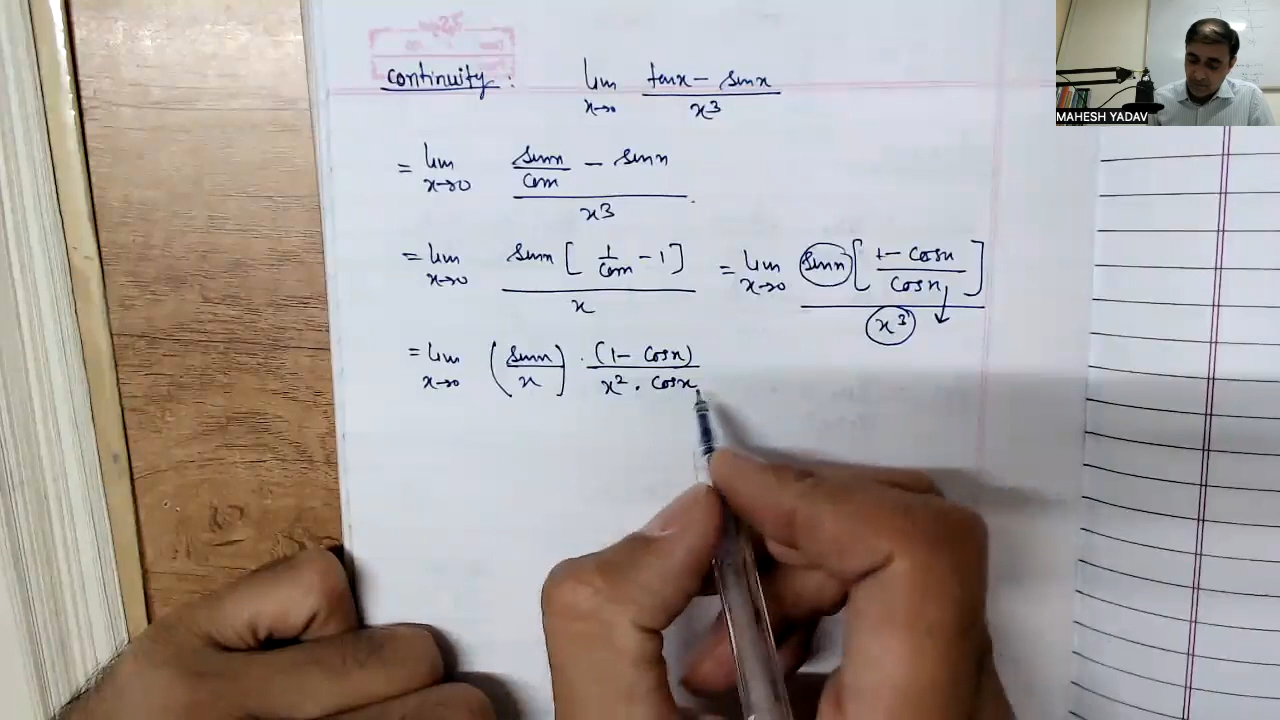 continuity :
lim x→0 (tanx - sinx)/x³
= lim x→0 (sinx/cosx - sinx)/x³.
= lim x→0 sinx[1/cosx - 1]/x = lim x→0 sinx[(1-cosx)/cosx]/x³
= lim x→0 (sinx/x) · (1- cosx)/(x² · cosx)
MAHESH YADAV